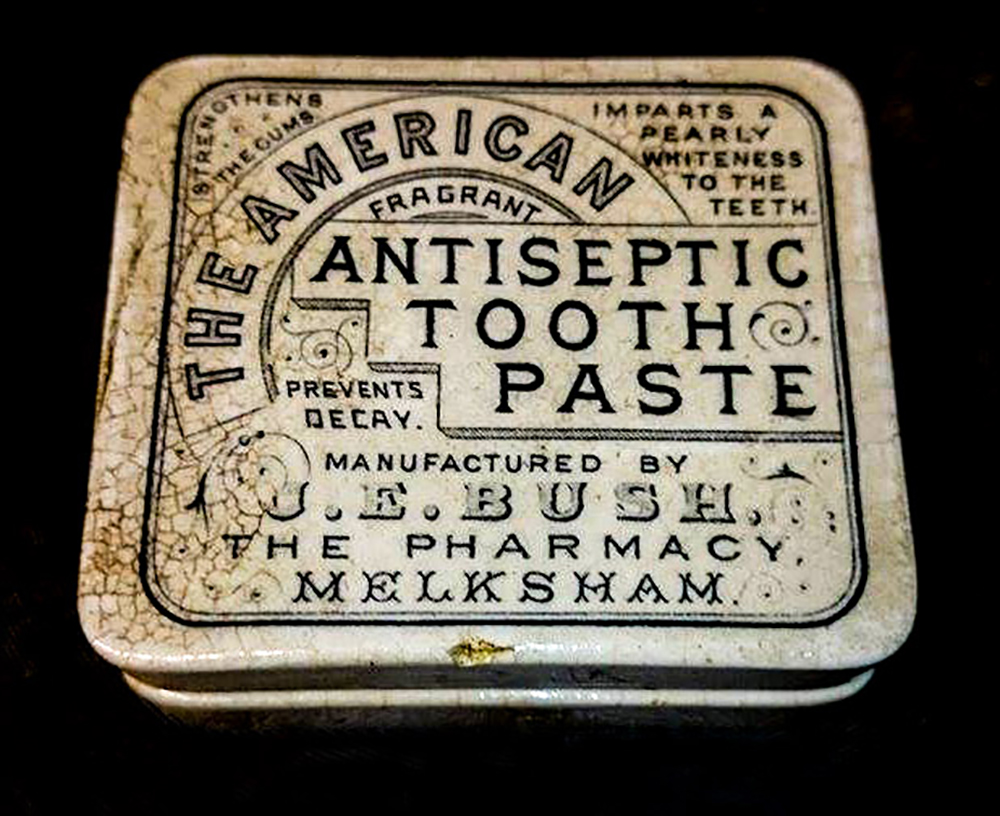 STRENGTHENS
THE GUMS
IMPARTS A
PEARLY
WHITENESS
TO THE
TEETH.
THE AMERICAN
FRAGRANT
ANTISEPTIC
TOOTH
PASTE
PREVENTS
DECAY.
MANUFACTURED BY
J.E.BUSH,
THE PHARMACY,
MELKSHAM.